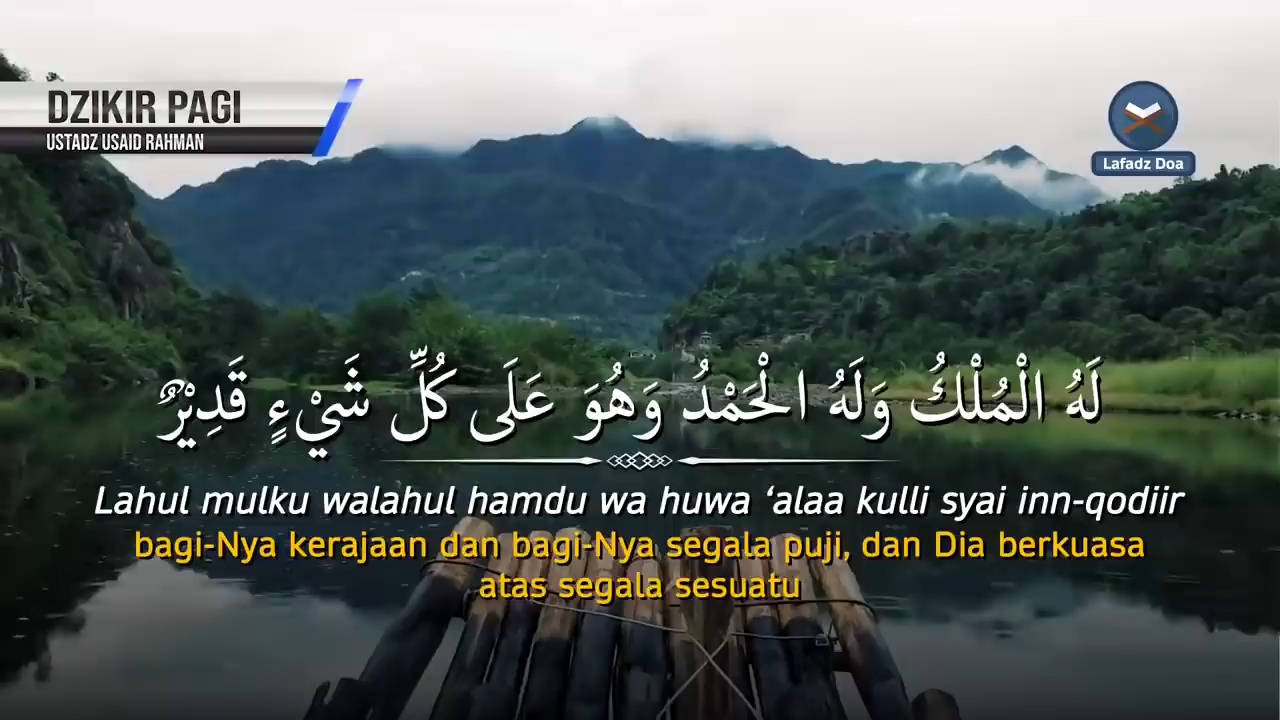 DZIKIR PAGI
USTADZ USAID RAHMAN
Lafadz Doa
لَهُ الْمُلْكُ وَلَهُ الْحَمْدُ وَهُوَ عَلَى كُلِّ شَيْءٍ قَدِيْرٌ
Lahul mulku walahul hamdu wa huwa ‘alaa kulli syai inn-qodiir
bagi-Nya kerajaan dan bagi-Nya segala puji, dan Dia berkuasa
atas segala sesuatu